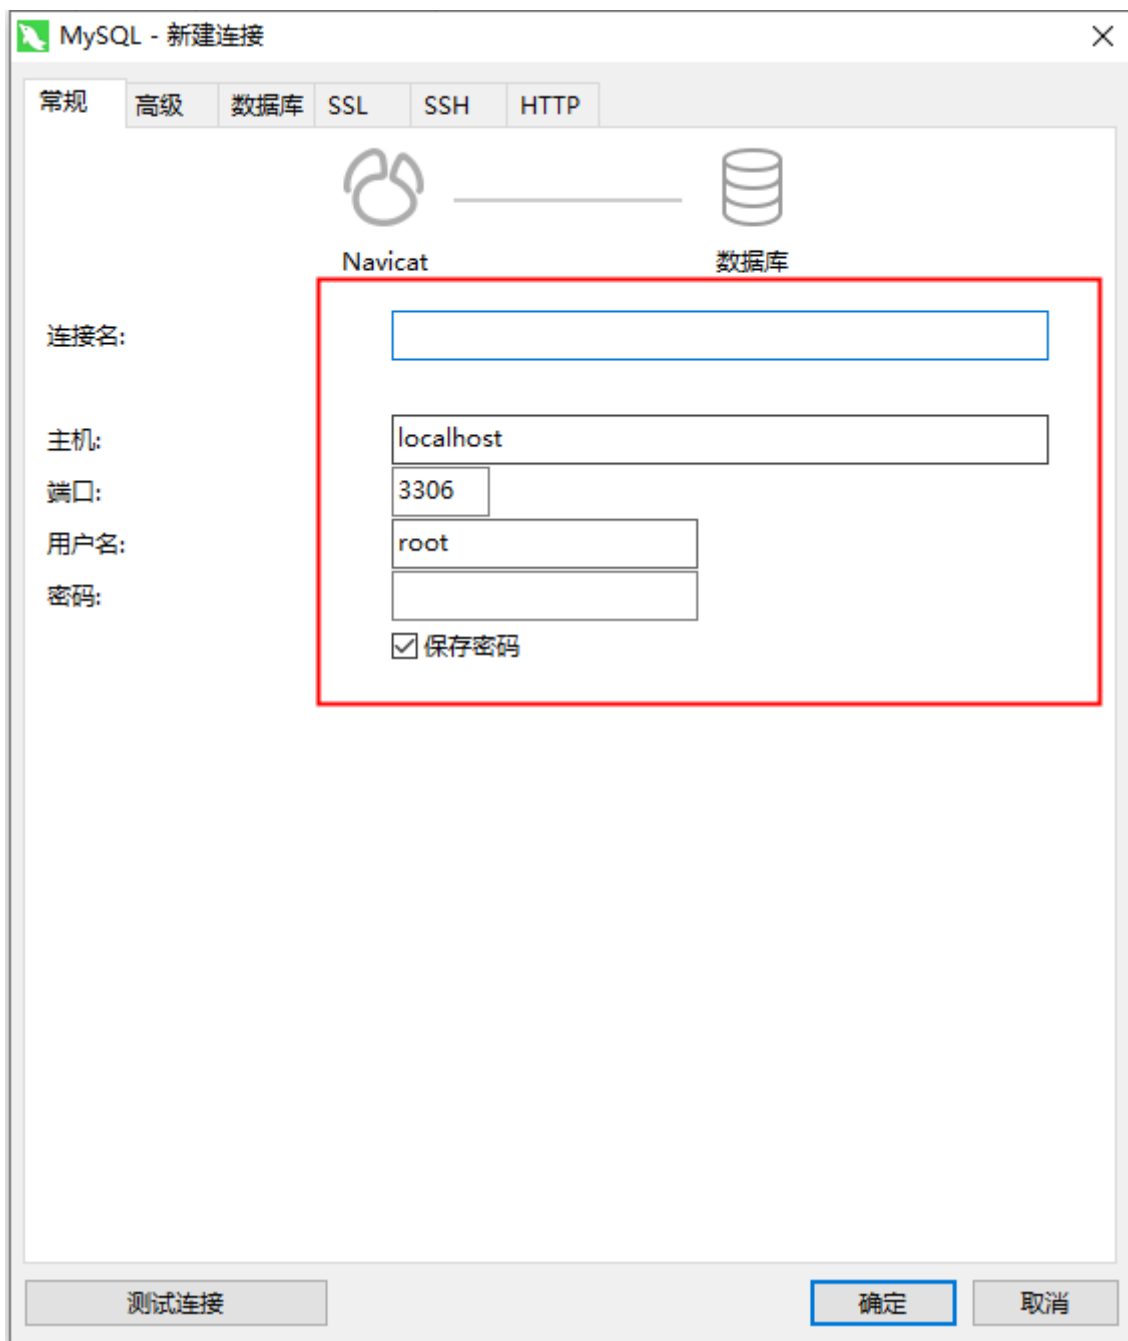 MySQL - 新建连接
常规 高级 数据库 SSL SSH HTTP
Navicat 数据库
连接名:
主机: localhost
端口: 3306
用户名: root
密码:
保存密码
测试连接 确定 取消